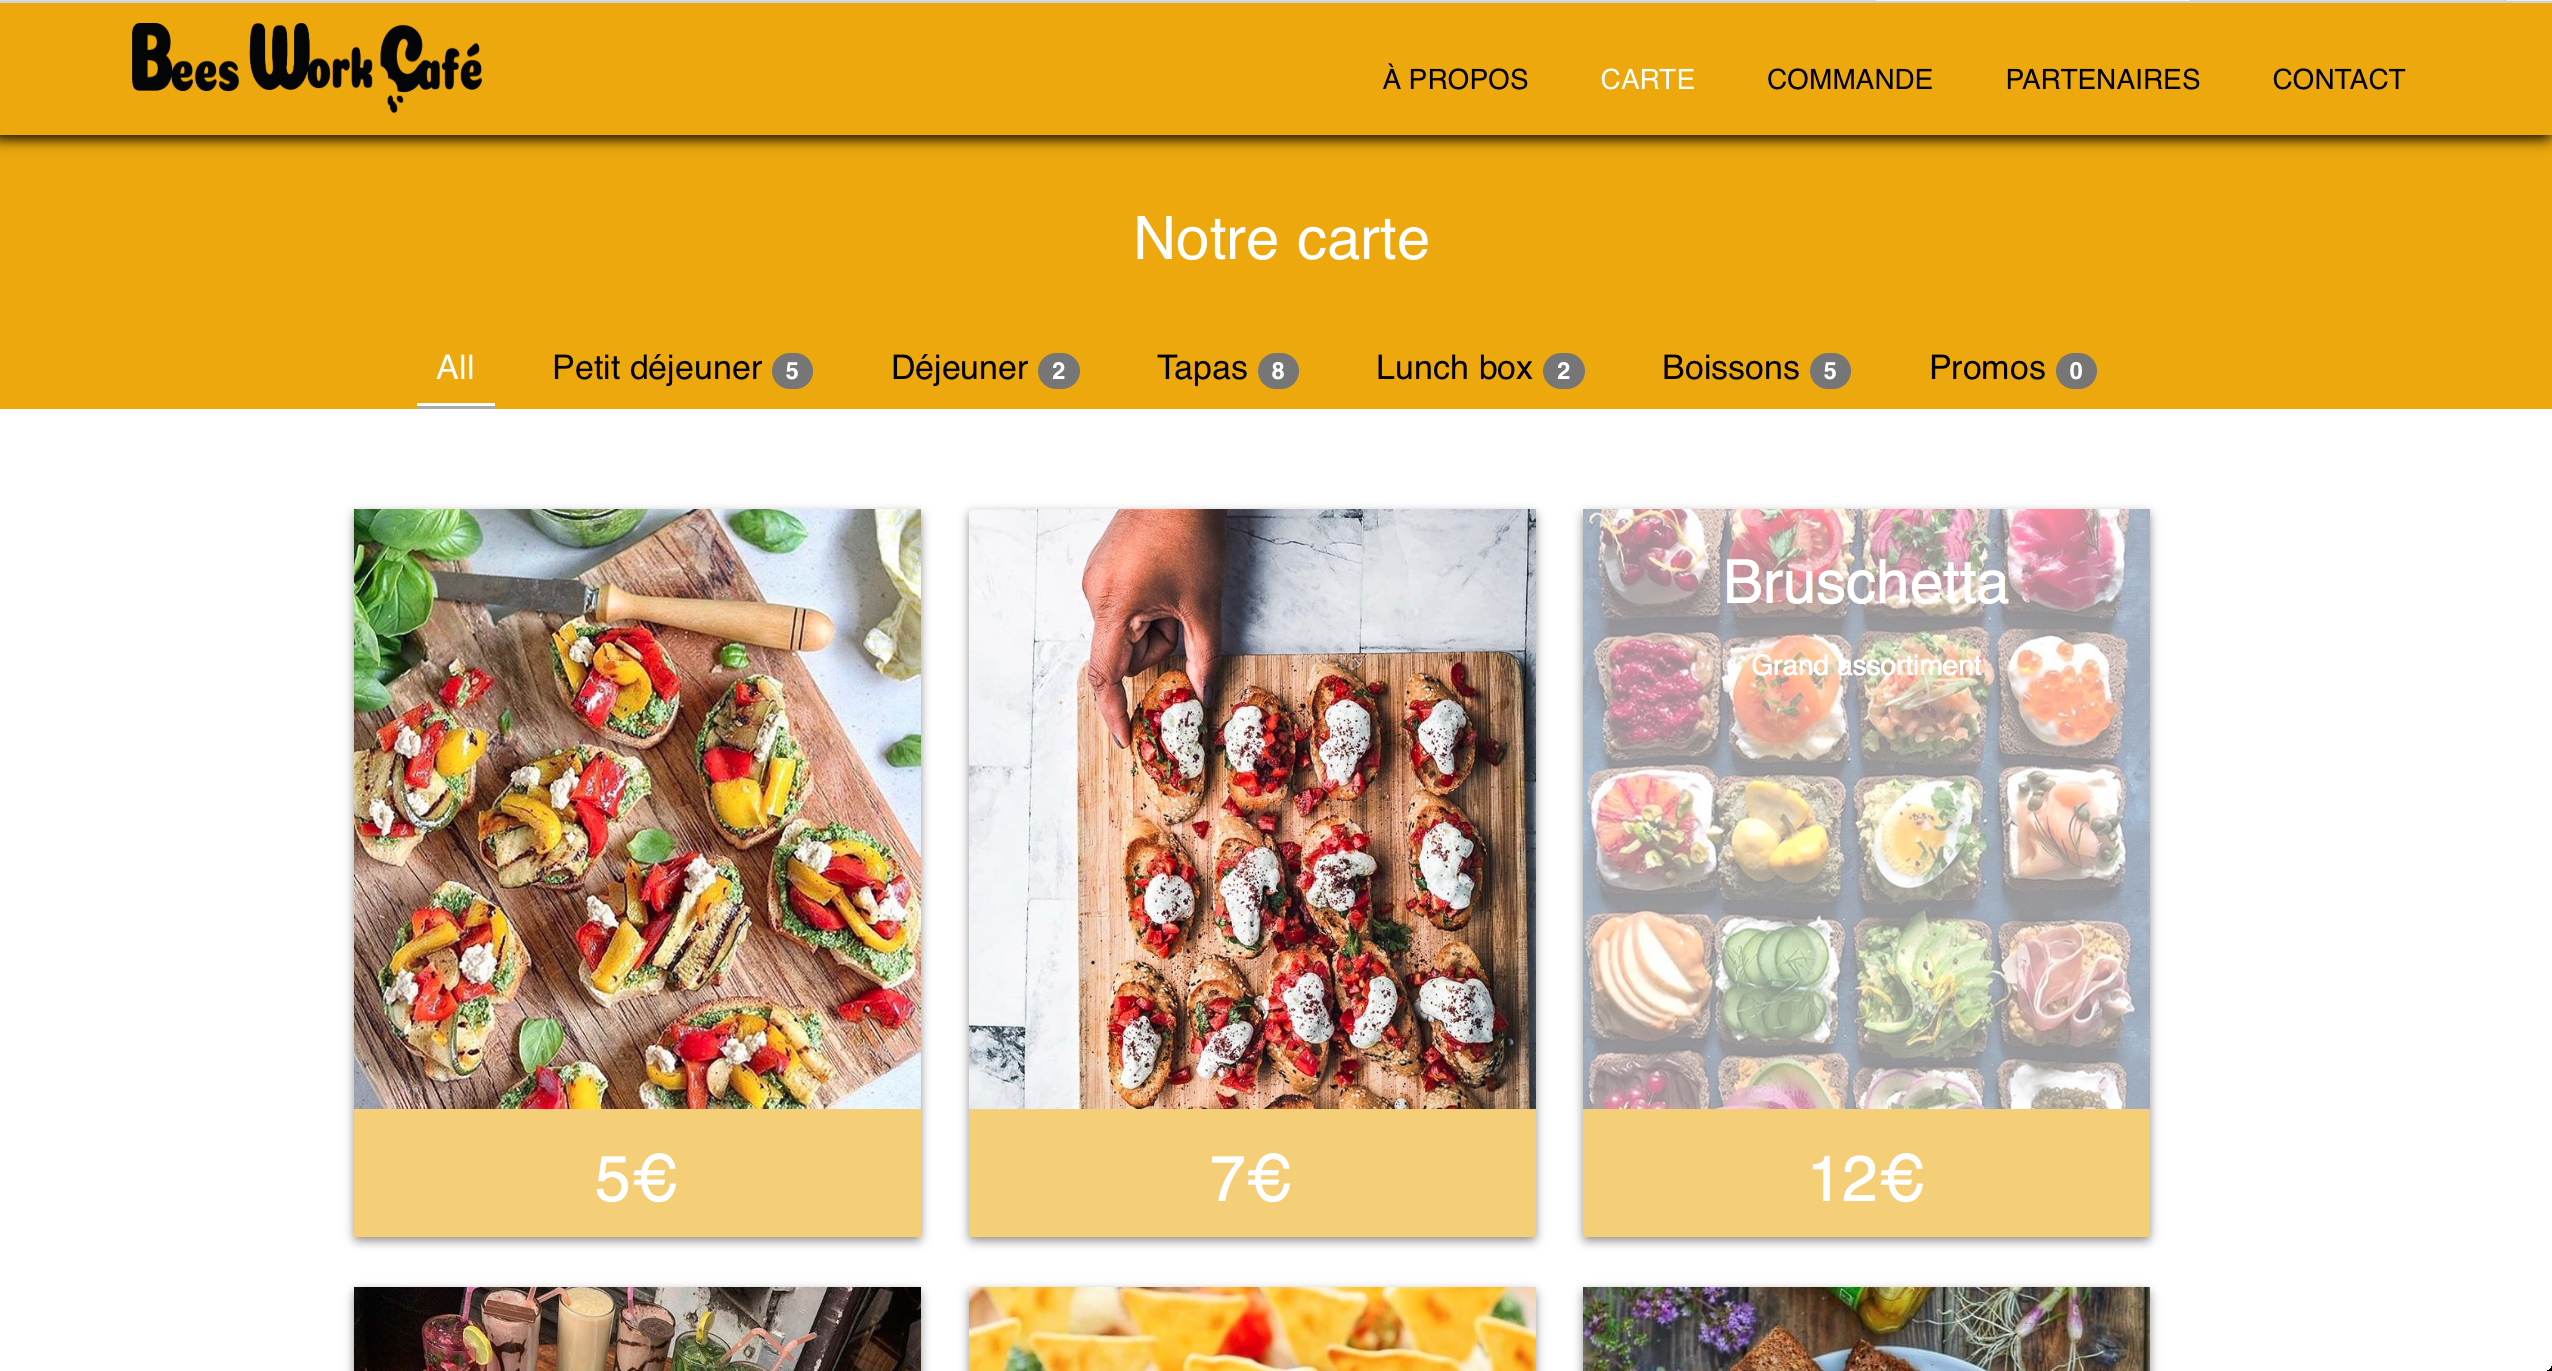 Bees Work Café
À PROPOS CARTE COMMANDE PARTENAIRES CONTACT
Notre carte
All Petit déjeuner 5 Déjeuner 2 Tapas 8 Lunch box 2 Boissons 5 Promos 0
Bruschetta
Grand assortiment
5€ 7€ 12€